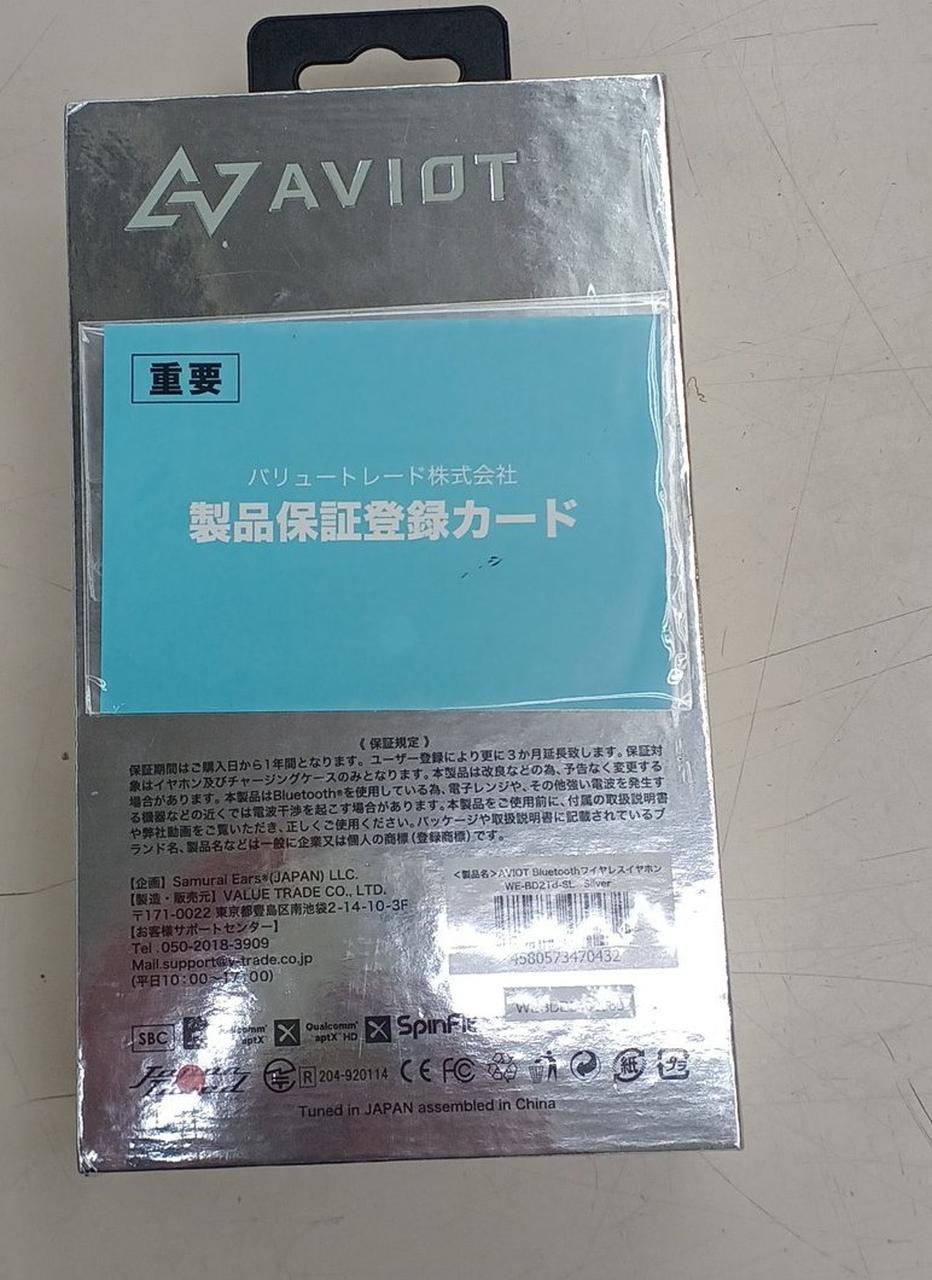 AVIOT
重要
バリュートレード株式会社
製品保証登録カード
《 保証規定 》
保証期間はご購入日から1年間となります。ユーザー登録により更に3か月延長致します。保証対
象はイヤホン及びチャージングケースのみとなります。本製品は改良などの為、予告なく変更する
場合があります。本製品はBluetooth®を使用している為、電子レンジや、その他強い電波を発生す
る機器などの近くでは電波干渉を起こす場合があります。本製品をご使用前に、付属の取扱説明書
や弊社動画をご覧いただき、正しくご使用ください。パッケージや取扱説明書に記載されているブ
ランド名、製品名などは一般に企業又は個人の商標（登録商標）です。
【企画】Samurai Ears®(JAPAN) LLC.
【製造・販売元】VALUE TRADE CO., LTD.
〒171-0022 東京都豊島区南池袋2-14-10-3F
【お客様サポートセンター】
Tel .050-2018-3909
Mail.support@v-trade.co.jp
(平日10：00～17：00)
<製品名>AVIOT Bluetoothワイヤレスイヤホン
WE-BD21d-SL Silver
4580573470432
SBC
aptX™
Qualcomm®
aptX™ HD
R 204-920114
CE FC
紙
プラ
Tuned in JAPAN assembled in China